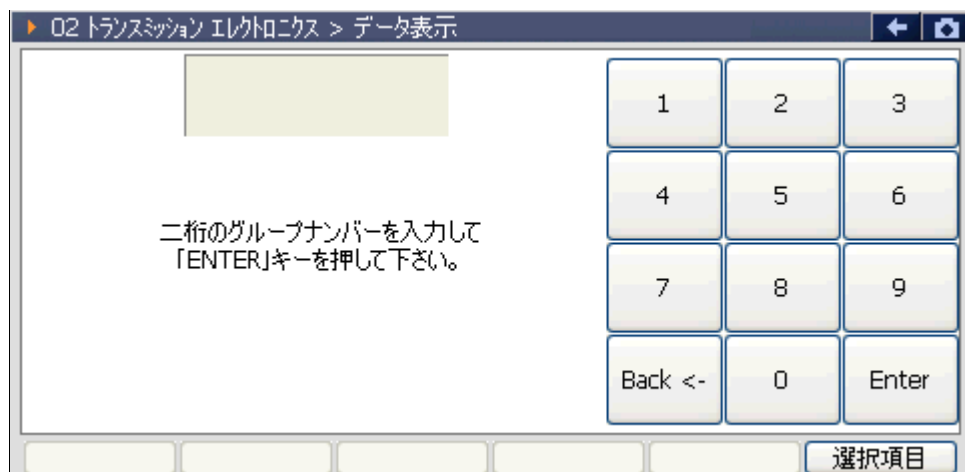 02 トランスミッション エレクトロニクス > データ表示
二桁のグループナンバーを入力して
「ENTER」キーを押して下さい。
1 2 3
4 5 6
7 8 9
Back <- 0 Enter
選択項目